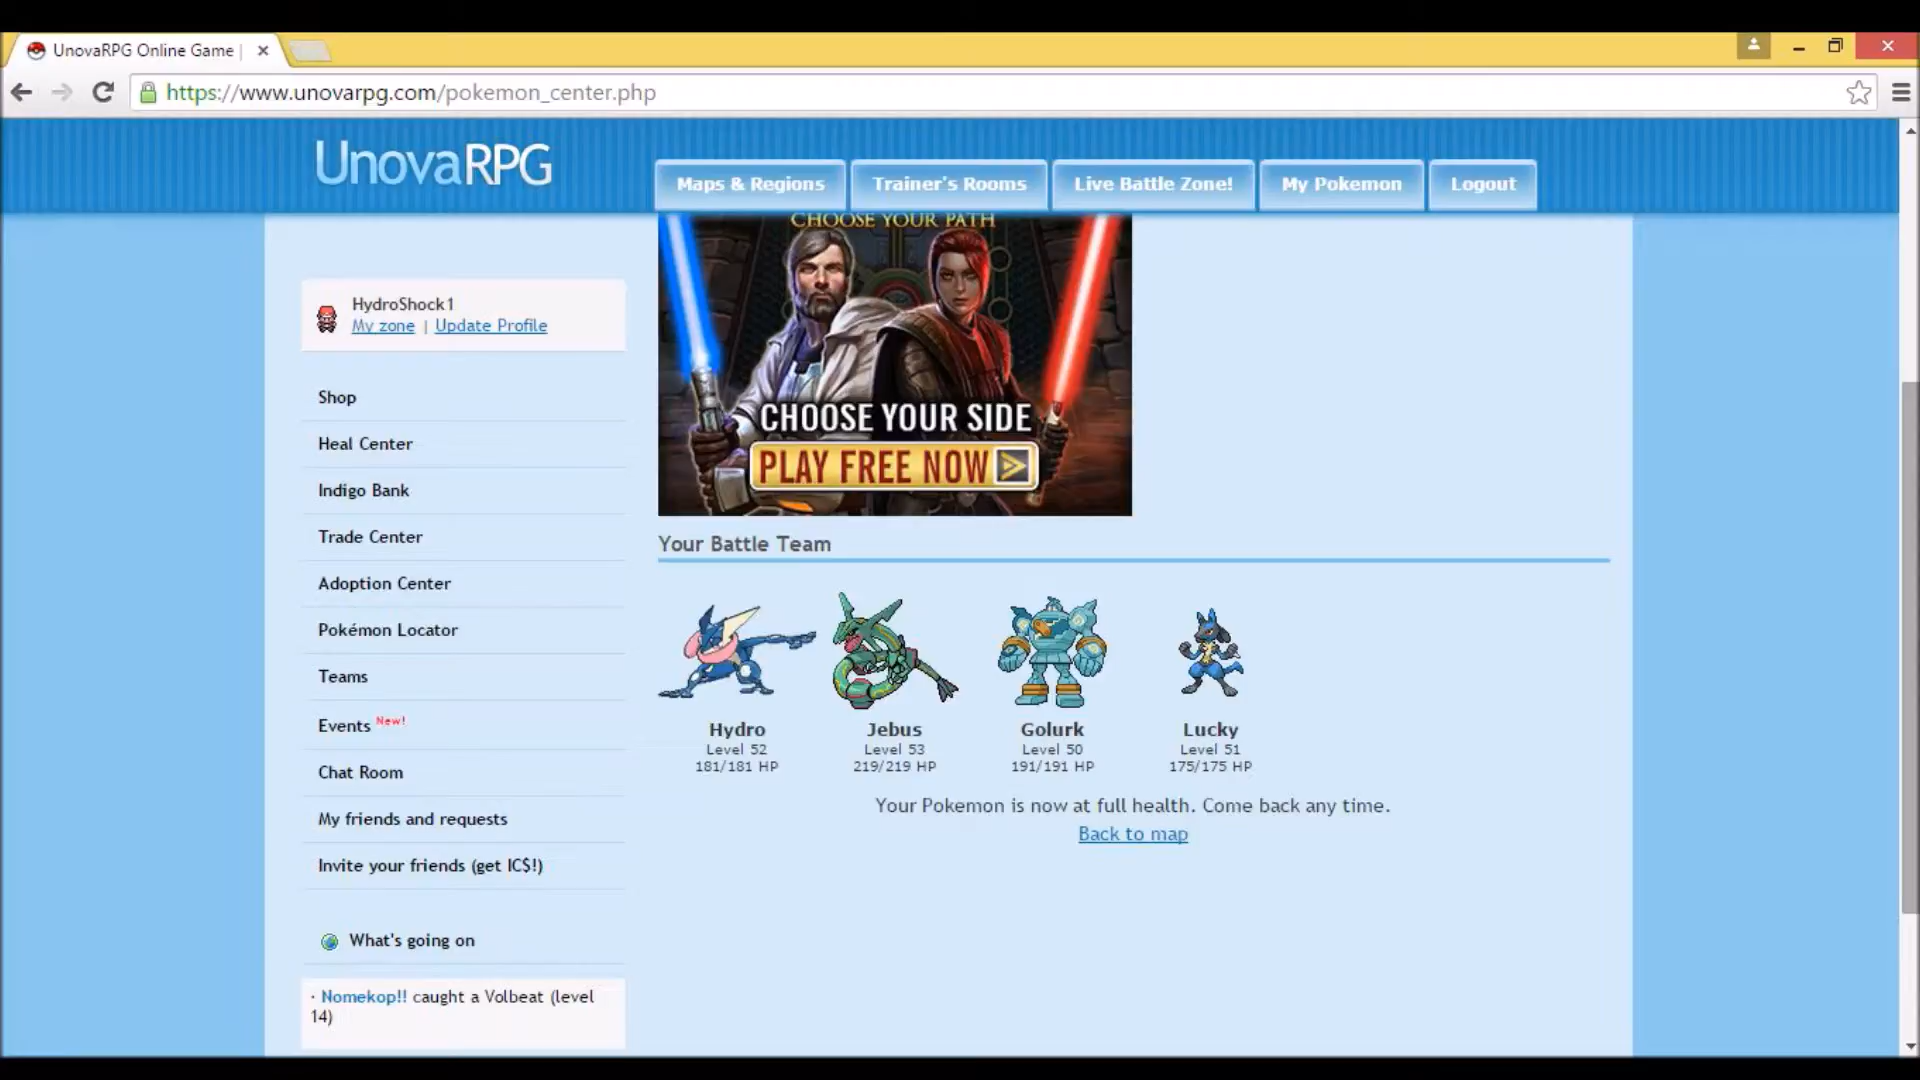 UnovaRPG Online Game |
https://www.unovarpg.com/pokemon_center.php
UnovaRPG
Maps & Regions
Trainer's Rooms
Live Battle Zone!
My Pokemon
Logout
CHOOSE YOUR PATH
CHOOSE YOUR SIDE
PLAY FREE NOW
HydroShock1
My zone | Update Profile
Shop
Heal Center
Indigo Bank
Trade Center
Adoption Center
Pokémon Locator
Teams
Events New!
Chat Room
My friends and requests
Invite your friends (get IC$!)
What's going on
· Nomekop!! caught a Volbeat (level
14)
Your Battle Team
Hydro
Level 52
181/181 HP
Jebus
Level 53
219/219 HP
Golurk
Level 50
191/191 HP
Lucky
Level 51
175/175 HP
Your Pokemon is now at full health. Come back any time.
Back to map